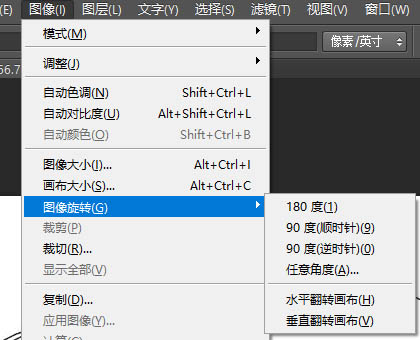 (E) 图像(I) 图层(L) 文字(Y) 选择(S) 滤镜(T) 视图(V) 窗口(W)
模式(M)
像素/英寸
调整(J)
66.7
自动色调(N) Shift+Ctrl+L
自动对比度(U) Alt+Shift+Ctrl+L
自动颜色(O) Shift+Ctrl+B
图像大小(I)... Alt+Ctrl+I
画布大小(S)... Alt+Ctrl+C
图像旋转(G)
180 度(1)
裁剪(P)
90 度(顺时针)(9)
裁切(R)...
90 度(逆时针)(0)
显示全部(V)
任意角度(A)...
复制(D)...
水平翻转画布(H)
应用图像(Y)...
垂直翻转画布(V)